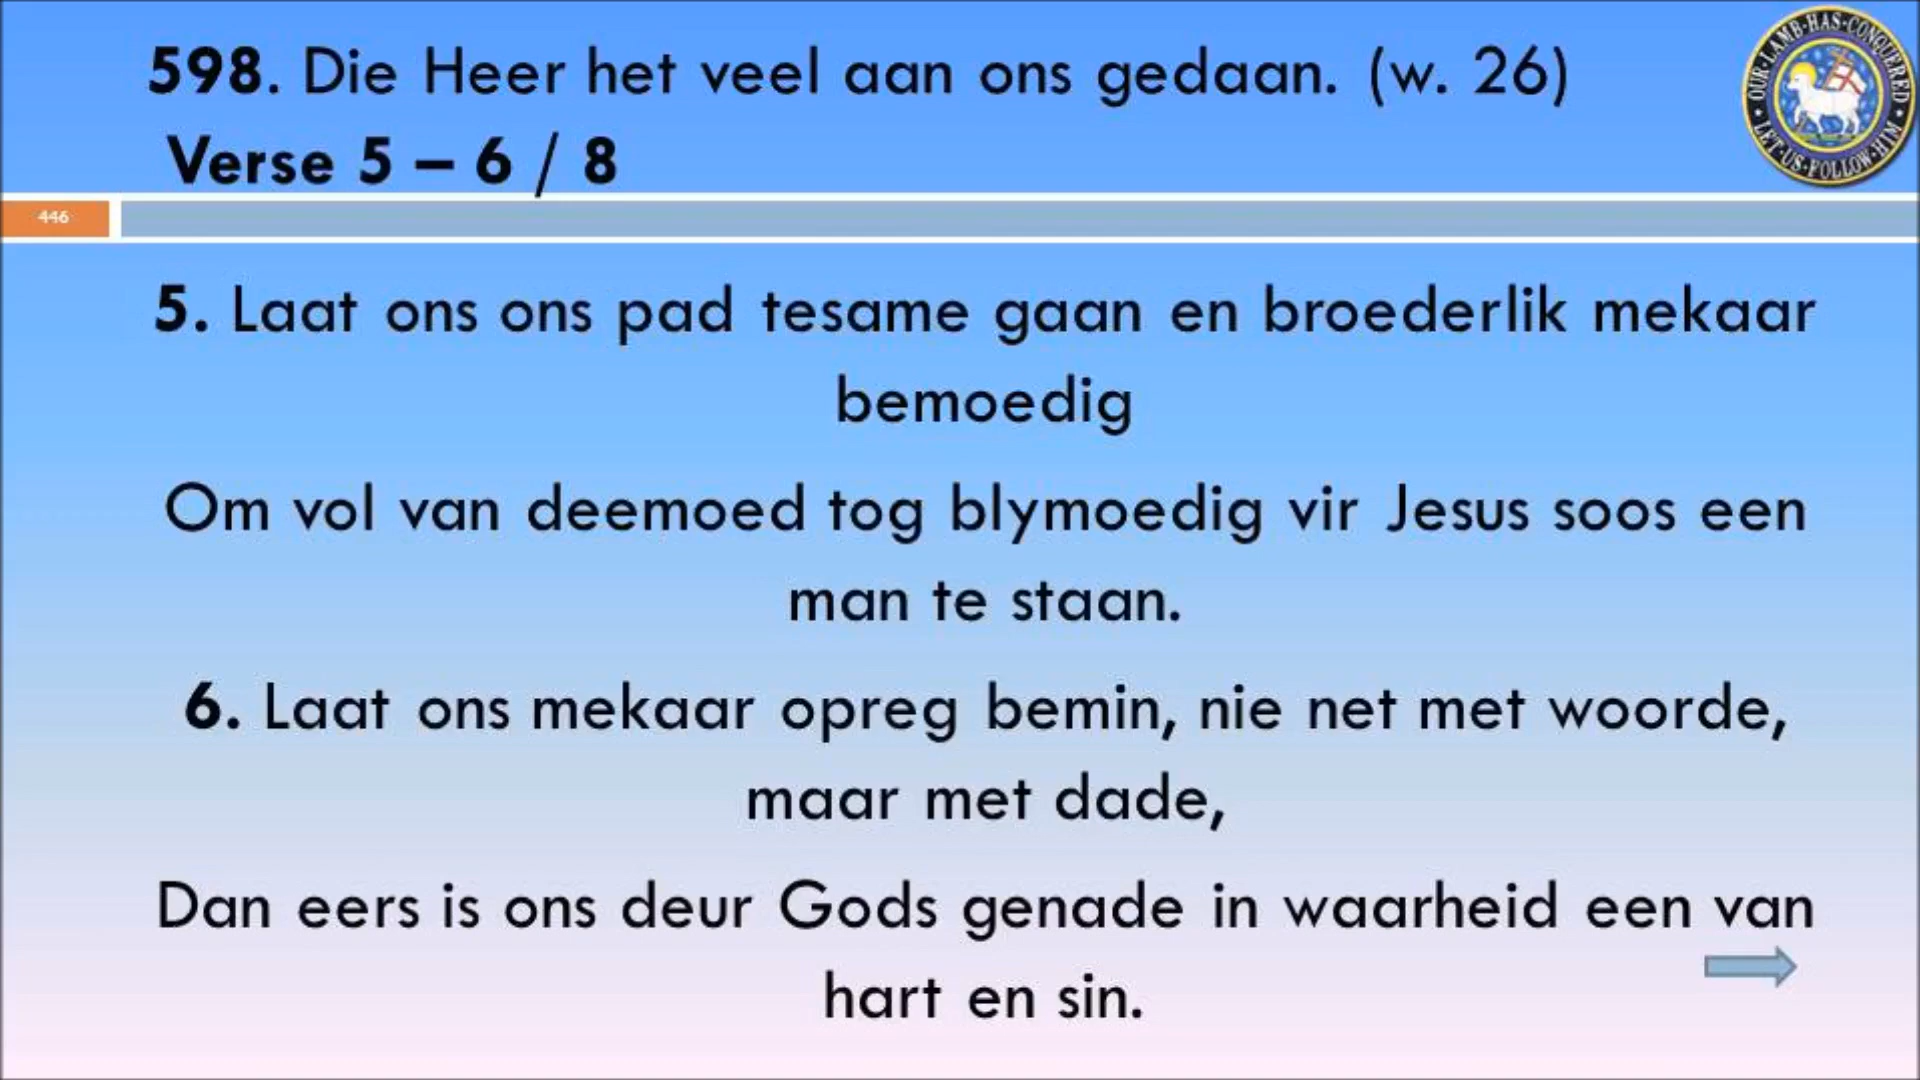 598. Die Heer het veel aan ons gedaan. (w. 26)
Verse 5 – 6 / 8
OUR·LAMB·HAS·CONQUERED
LET·US·FOLLOW·HIM
446
5. Laat ons ons pad tesame gaan en broederlik mekaar
bemoedig
Om vol van deemoed tog blymoedig vir Jesus soos een
man te staan.
6. Laat ons mekaar opreg bemin, nie net met woorde,
maar met dade,
Dan eers is ons deur Gods genade in waarheid een van
hart en sin.